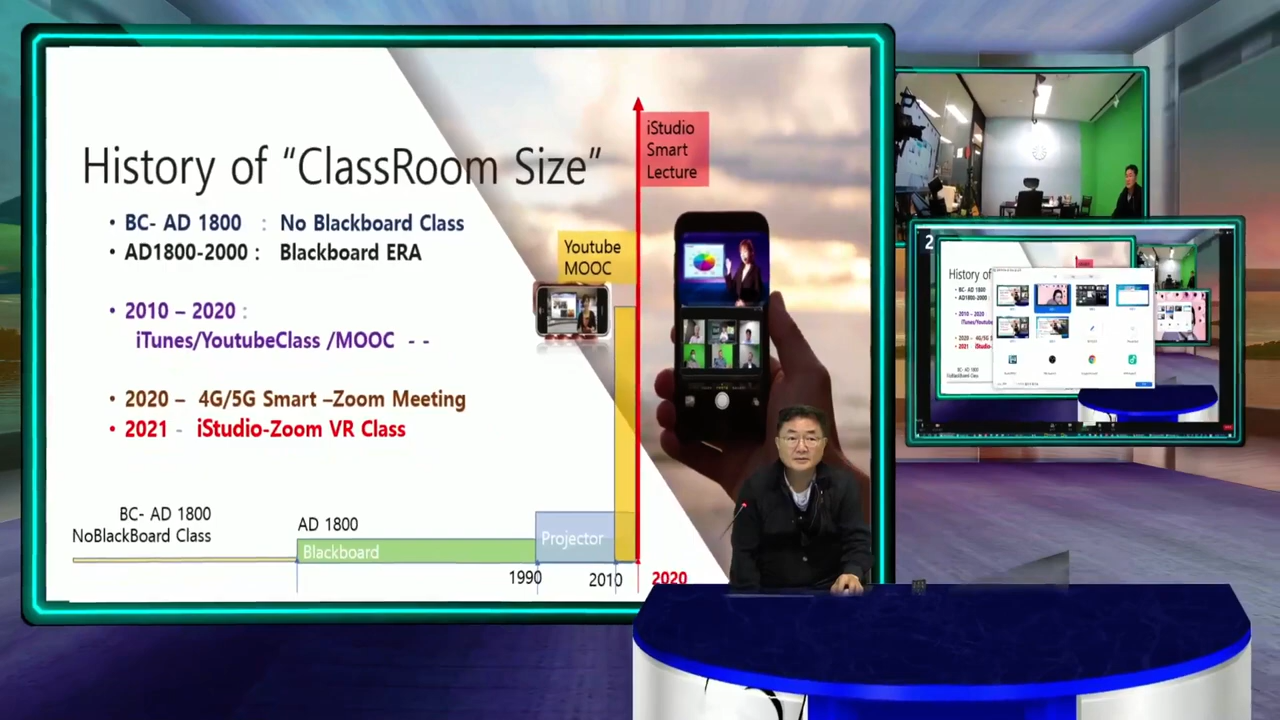 History of “ClassRoom Size”
• BC- AD 1800 : No Blackboard Class
• AD1800-2000 : Blackboard ERA
• 2010 – 2020 :
iTunes/YoutubeClass /MOOC - -
• 2020 – 4G/5G Smart –Zoom Meeting
• 2021 - iStudio-Zoom VR Class
iStudio
Smart
Lecture
Youtube
MOOC
BC- AD 1800
NoBlackBoard Class
AD 1800
Blackboard
Projector
1990
2010
2020
2
History of